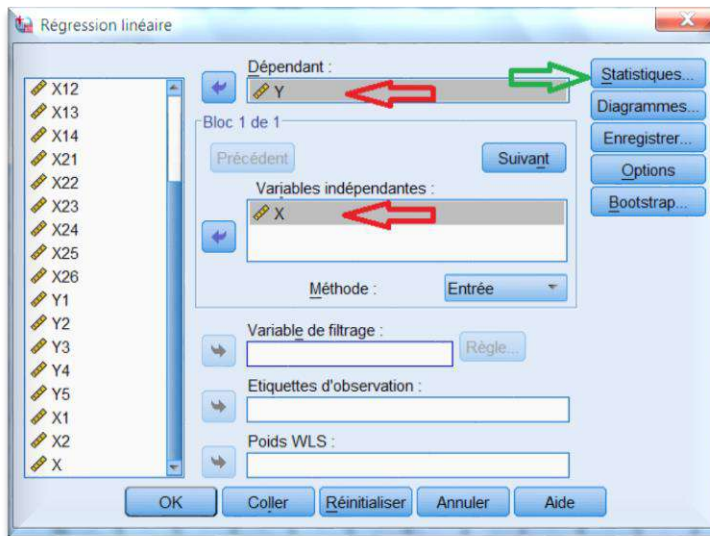 Régression linéaire
X12
X13
X14
X21
X22
X23
X24
X25
X26
Y1
Y2
Y3
Y4
Y5
X1
X2
X
Dépendant :
Y
Bloc 1 de 1
Précédent
Suivant
Variables indépendantes :
X
Méthode :
Entrée
Variable de filtrage :
Règle...
Etiquettes d'observation :
Poids WLS :
Statistiques...
Diagrammes...
Enregistrer...
Options
Bootstrap...
OK
Coller
Réinitialiser
Annuler
Aide